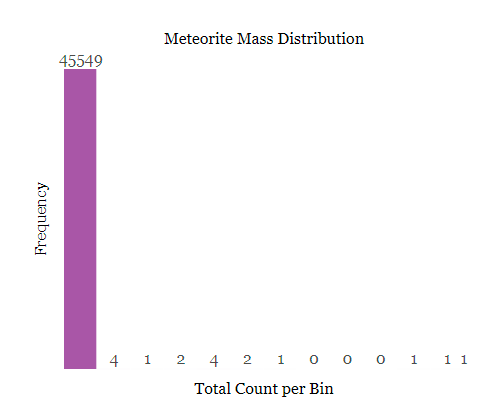 Meteorite Mass Distribution
45549
Frequency
4 1 2 4 2 1 0 0 0 1 1 1
Total Count per Bin